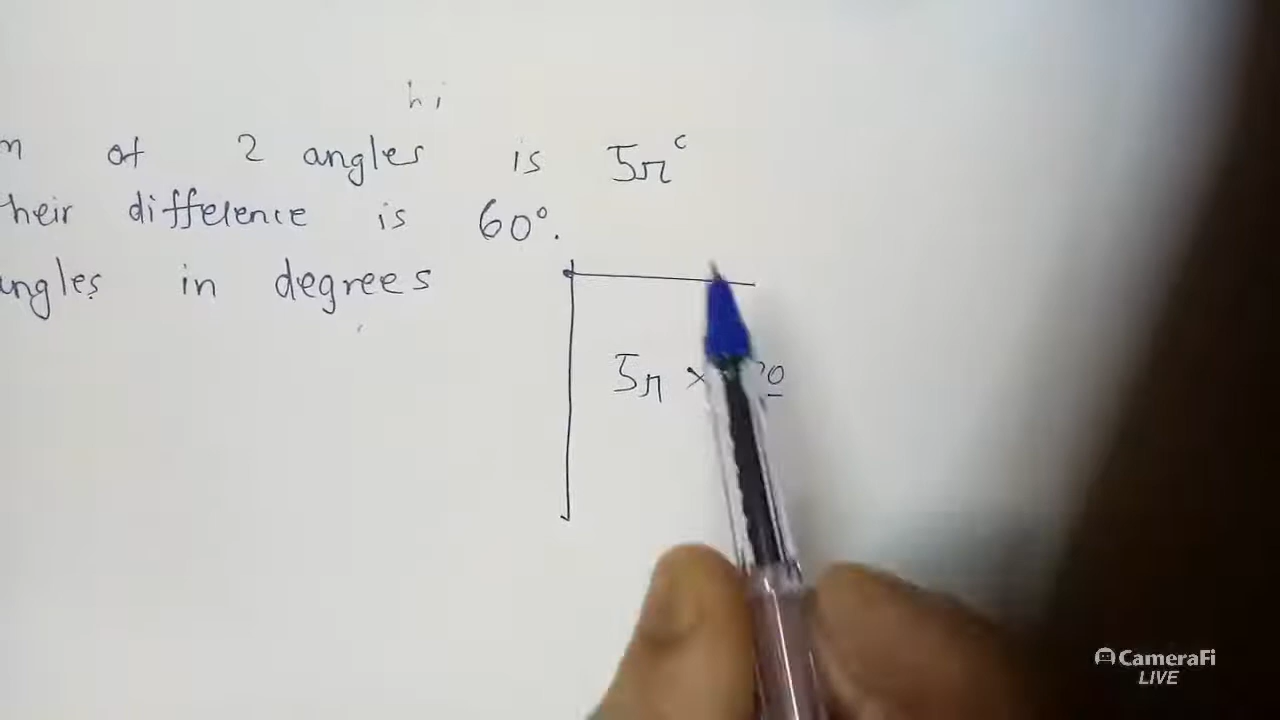 hi
of 2 angles is 5π^c
their difference is 60°.
angles in degrees
5π ×
CameraFi
LIVE